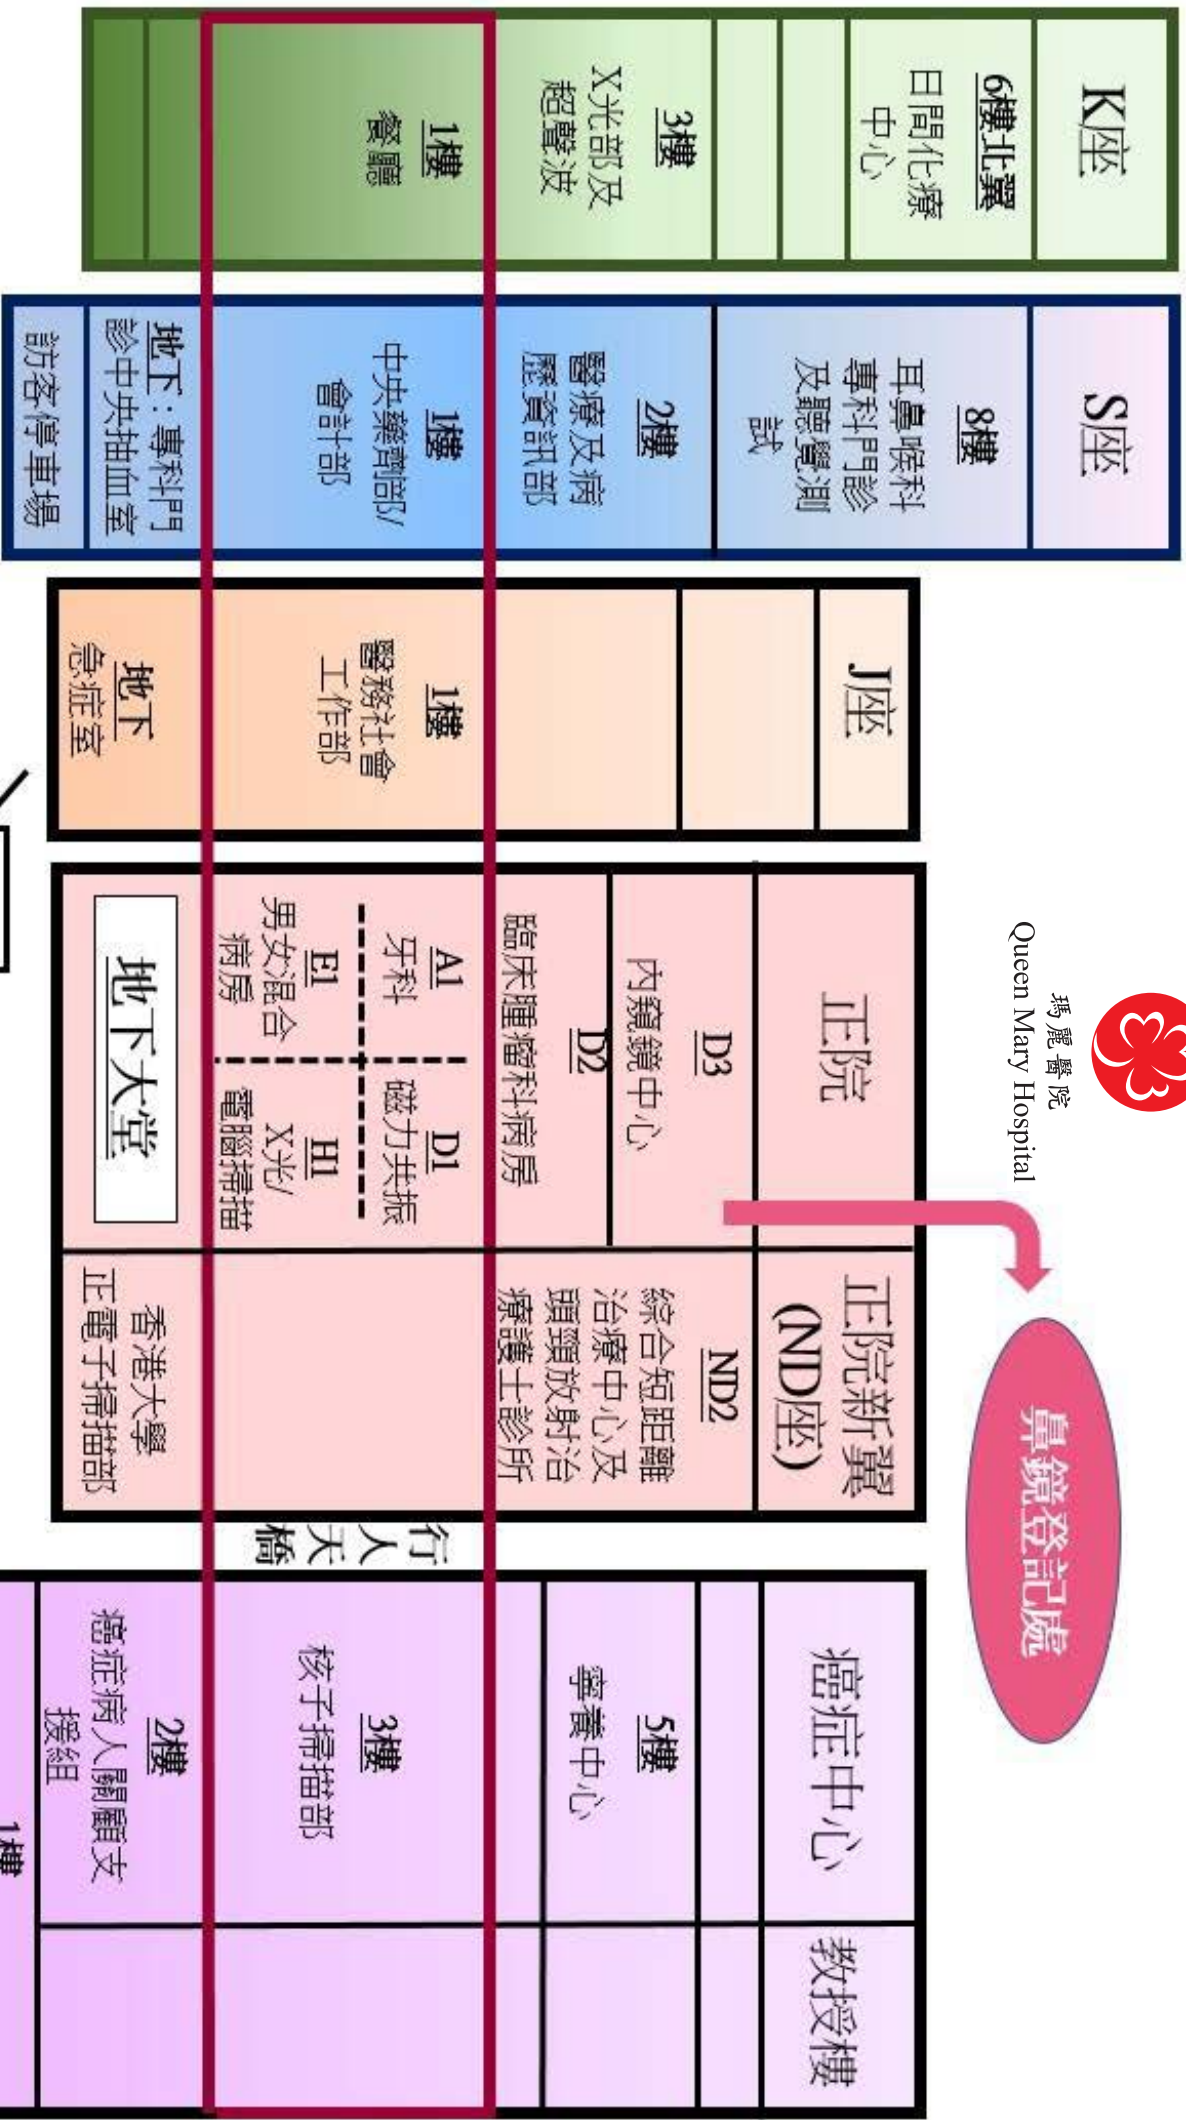 瑪麗醫院
Queen Mary Hospital
鼻鏡登記處
K座
6樓北翼
日間化療
中心
3樓
X光部及
超聲波
1樓
餐廳
S座
8樓
耳鼻喉科
專科門診
及聽覺測
試
2樓
醫療及病
歷資訊部
1樓
中央藥劑部/
會計部
地下：專科門
診中央抽血室
訪客停車場
J座
1樓
醫務社會
工作部
地下
急症室
正院
D3
內窺鏡中心
D2
臨床腫瘤科病房
A1
牙科
D1
磁力共振
E1
男女混合
病房
H1
X光/
電腦掃描
地下大堂
正院新翼
(ND座)
ND2
綜合短距離
治療中心及
頭頸放射治
療護士診所
香港大學
正電子掃描部
行人天橋
癌症中心
5樓
寧養中心
3樓
核子掃描部
2樓
癌症病人關顧支
援組
1樓
教授樓